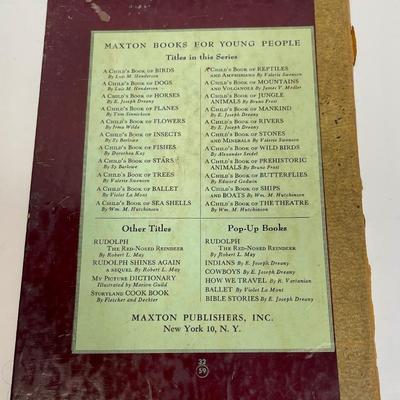 MAXTON BOOKS FOR YOUNG PEOPLE
Titles in this Series
A CHILD'S BOOK OF BIRDS
By Luis M. Henderson
A CHILD'S BOOK OF DOGS
By Luis M. Henderson
A CHILD'S BOOK OF HORSES
By E. Joseph Dreany
A CHILD'S BOOK OF PLANES
By Tom Sinnickson
A CHILD'S BOOK OF FLOWERS
By Irma Wilde
A CHILD'S BOOK OF INSECTS
By Sy Barlowe
A CHILD'S BOOK OF FISHES
By Dorothea Kay
A CHILD'S BOOK OF STARS
By Sy Barlowe
A CHILD'S BOOK OF TREES
By Valerie Swenson
A CHILD'S BOOK OF BALLET
By Violet La Mont
A CHILD'S BOOK OF SEA SHELLS
By Wm. M. Hutchinson
A CHILD'S BOOK OF REPTILES
AND AMPHIBIANS By Valerie Swenson
A CHILD'S BOOK OF MOUNTAINS
AND VOLCANOES By James V. Medler
A CHILD'S BOOK OF JUNGLE
ANIMALS By Bruno Frost
A CHILD'S BOOK OF MANKIND
By E. Joseph Dreany
A CHILD'S BOOK OF RIVERS
By E. Joseph Dreany
A CHILD'S BOOK OF STONES
AND MINERALS By Valerie Swenson
A CHILD'S BOOK OF WILD BIRDS
By Alexander Seidel
A CHILD'S BOOK OF PREHISTORIC
ANIMALS By Bruno Frost
A CHILD'S BOOK OF BUTTERFLIES
By Edward Godwin
A CHILD'S BOOK OF SHIPS
AND BOATS By Wm. M. Hutchinson
A CHILD'S BOOK OF THE THEATRE
By Wm. M. Hutchinson
Other Titles
RUDOLPH
THE RED-NOSED REINDEER
By Robert L. May
RUDOLPH SHINES AGAIN
A SEQUEL By Robert L. May
MY PICTURE DICTIONARY
Illustrated by Marion Guild
STORYLAND COOK BOOK
By Fletcher and Deckter
Pop-Up Books
RUDOLPH
THE RED-NOSED REINDEER
By Robert L. May
INDIANS By E. Joseph Dreany
COWBOYS By E. Joseph Dreany
HOW WE TRAVEL By R. Vartanian
BALLET By Violet La Mont
BIBLE STORIES By E. Joseph Dreany
MAXTON PUBLISHERS, INC.
New York 10, N. Y.
32
59